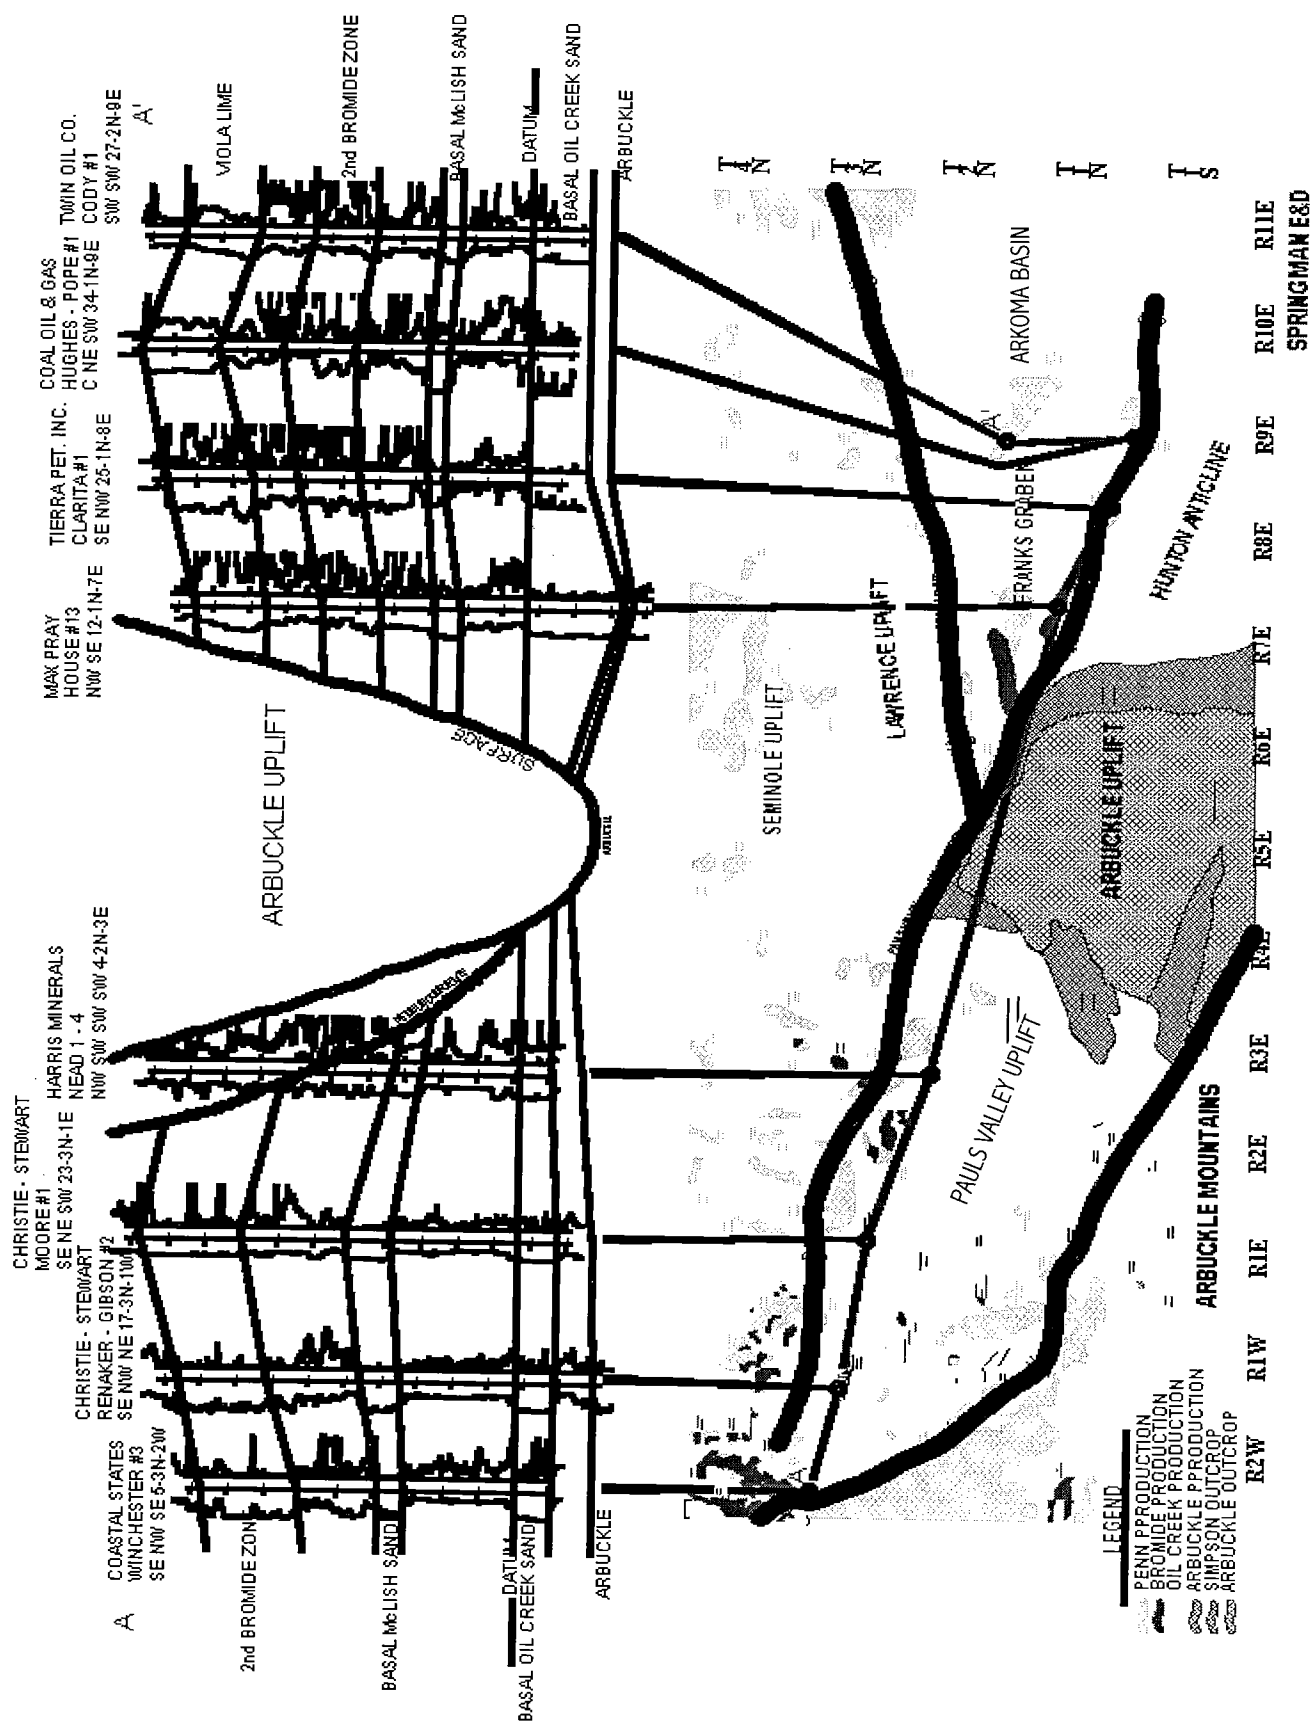 A
COASTAL STATES
WINCHESTER #3
SE NW SE 5-3N-2W
CHRISTIE - STEWART
RENAKER - GIBSON #2
SE NW NE 17-3N-1W
CHRISTIE - STEWART
MOORE #1
SE NE SW 23-3N-1E
HARRIS MINERALS
NEAD 1 - 4
NW SW SW 4-2N-3E
MAX PRAY
HOUSE #13
NW SE 12-1N-7E
TIERRA PET. INC.
CLARITA #1
SE NW 25-1N-8E
COAL OIL & GAS
HUGHES - POPE #1
C NE SW 34-1N-9E
TWIN OIL CO.
CODY #1
SW SW 27-2N-9E
A'
VIOLA LIME
2nd BROMIDE ZONE
BASAL McLISH SAND
DATUM
BASAL OIL CREEK SAND
ARBUCKLE
ARBUCKLE UPLIFT
SURFACE
2nd BROMIDE ZONE
BASAL McLISH SAND
DATUM
BASAL OIL CREEK SAND
ARBUCKLE
T4N
T3N
T2N
T1N
T1S
SEMINOLE UPLIFT
LAWRENCE UPLIFT
FRANKS GRABEN
ARKOMA BASIN
A'
HUNTON ANTICLINE
ARBUCKLE UPLIFT
PAULS VALLEY UPLIFT
ARBUCKLE MOUNTAINS
A
R2W
R1W
R1E
R2E
R3E
R4E
R5E
R6E
R7E
R8E
R9E
R10E
R11E
SPRINGMAN E&D
LEGEND
PENN PPRODUCTION
BROMIDE PRODUCTION
OIL CREEK PRODUCTION
ARBUCKLE PPRODUCTION
SIMPSON OUTCROP
ARBUCKLE OUTCROP